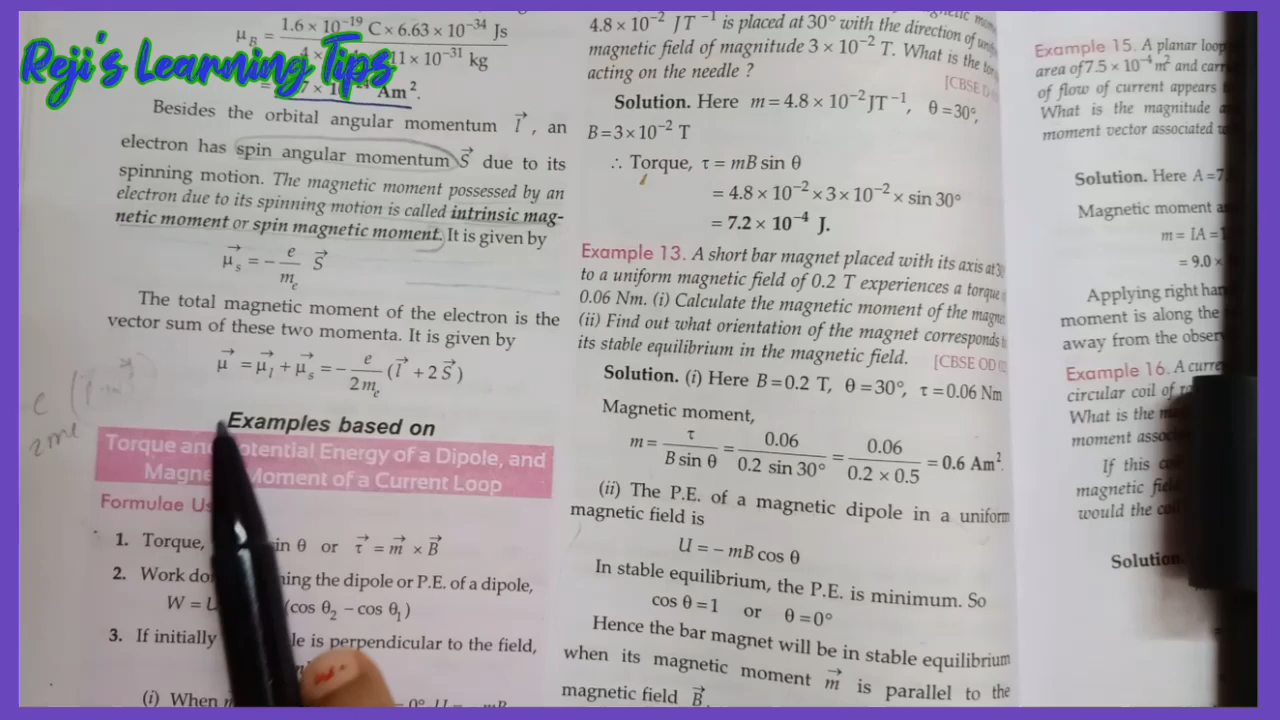 Reji's Learning Tips
μB = 1.6 × 10⁻¹⁹ C × 6.63 × 10⁻³⁴ Js
11 × 10⁻³¹ kg
Am².
Besides the orbital angular momentum l⃗, an
electron has spin angular momentum S⃗ due to its
spinning motion. The magnetic moment possessed by an
electron due to its spinning motion is called intrinsic mag-
netic moment or spin magnetic moment. It is given by
μ⃗s = − e/me S⃗
The total magnetic moment of the electron is the
vector sum of these two momenta. It is given by
μ⃗ = μ⃗l + μ⃗s = − e/2me (l⃗ + 2S⃗)
e
2me
Examples based on
Torque and Potential Energy of a Dipole, and
Moment of a Current Loop
Formulae
1. Torque, sin θ or τ⃗ = m⃗ × B⃗
2. Work the dipole or P.E. of a dipole,
W = (cos θ2 − cos θ1)
3. If initially is perpendicular to the field,
(i) When
4.8 × 10⁻² JT⁻¹ is placed at 30° with the direction of
magnetic field of magnitude 3 × 10⁻² T. What is the
acting on the needle ?
[CBSE
Solution. Here m = 4.8 × 10⁻² JT⁻¹, θ = 30°,
B = 3 × 10⁻² T
∴ Torque, τ = mB sin θ
= 4.8 × 10⁻² × 3 × 10⁻² × sin 30°
= 7.2 × 10⁻⁴ J.
Example 13. A short bar magnet placed with its axis at
to a uniform magnetic field of 0.2 T experiences a torque
0.06 Nm. (i) Calculate the magnetic moment of the
(ii) Find out what orientation of the magnet corresponds
its stable equilibrium in the magnetic field. [CBSE OD
Solution. (i) Here B = 0.2 T, θ = 30°, τ = 0.06 Nm
Magnetic moment,
m = τ/B sin θ = 0.06/0.2 sin 30° = 0.06/0.2 × 0.5 = 0.6 Am².
(ii) The P.E. of a magnetic dipole in a uniform
magnetic field is
U = − mB cos θ
In stable equilibrium, the P.E. is minimum. So
cos θ = 1 or θ = 0°
Hence the bar magnet will be in stable equilibrium
when its magnetic moment m⃗ is parallel to the
magnetic field B⃗.
Example 15. A planar loop
area of 7.5 × 10⁻⁴ m² and
of flow of current appears
What is the magnitude
moment vector associated
Solution. Here A = 7
Magnetic moment
m = IA =
= 9.0 ×
Applying right
moment is along the
away from the
Example 16. A
circular coil of
What is the
moment
If this
magnetic
would the
Solution